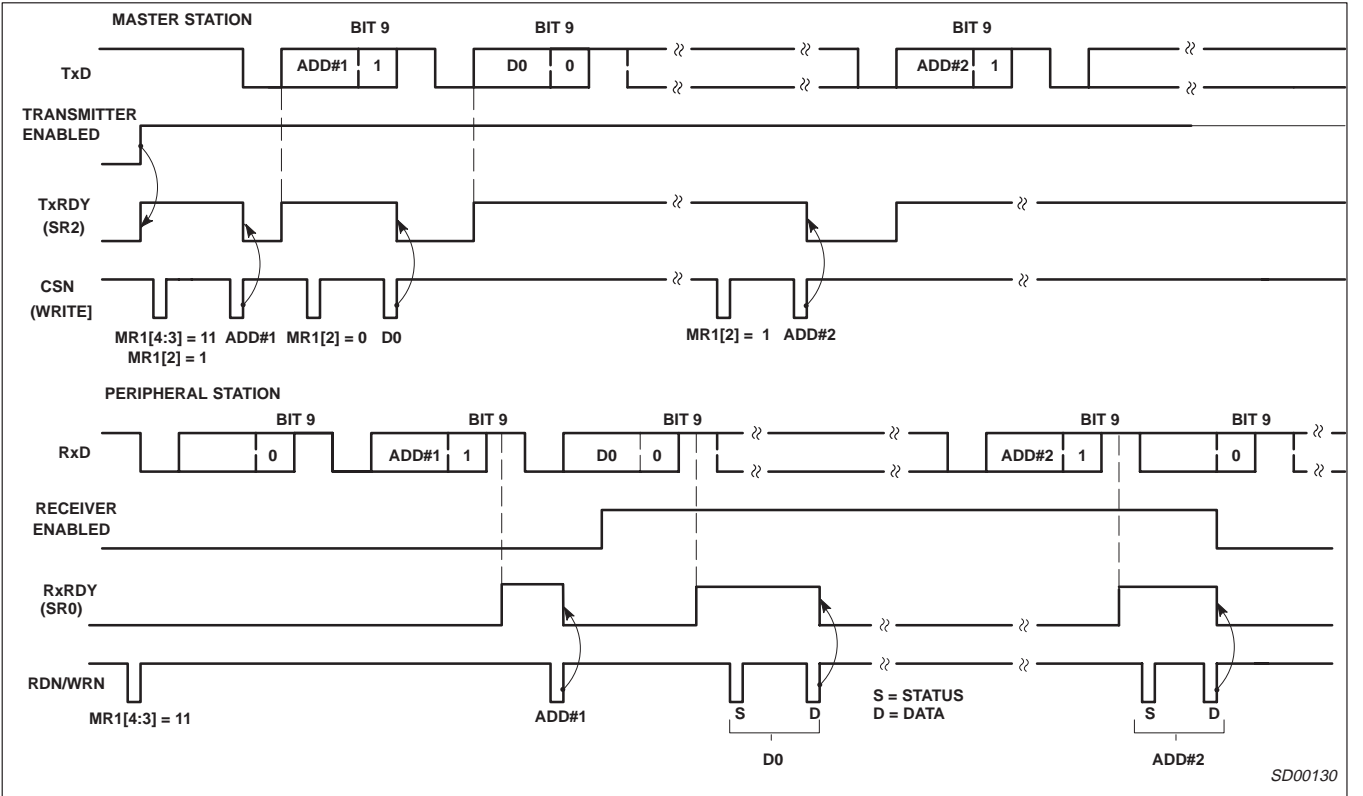 MASTER STATION
BIT 9 BIT 9 BIT 9
TxD ADD#1 1 D0 0 ADD#2 1
TRANSMITTER
ENABLED
TxRDY
(SR2)
CSN
(WRITE]
MR1[4:3] = 11 ADD#1 MR1[2] = 0 D0 MR1[2] = 1 ADD#2
MR1[2] = 1
PERIPHERAL STATION
BIT 9 BIT 9 BIT 9 BIT 9 BIT 9
RxD 0 ADD#1 1 D0 0 ADD#2 1 0
RECEIVER
ENABLED
RxRDY
(SR0)
RDN/WRN
MR1[4:3] = 11 ADD#1 S D S = STATUS S D
D = DATA
D0 ADD#2
SD00130